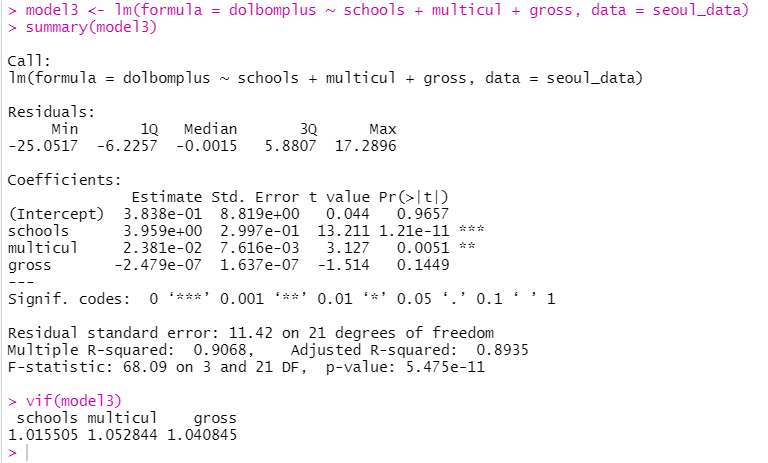 > model3 <- lm(formula = dolbomplus ~ schools + multicul + gross, data = seoul_data)
> summary(model3)
Call:
lm(formula = dolbomplus ~ schools + multicul + gross, data = seoul_data)
Residuals:
     Min       1Q   Median       3Q      Max
-25.0517  -6.2257  -0.0015   5.8807  17.2896
Coefficients:
              Estimate Std. Error t value Pr(>|t|)
(Intercept)  3.838e-01  8.819e+00   0.044   0.9657
schools      3.959e+00  2.997e-01  13.211 1.21e-11 ***
multicul     2.381e-02  7.616e-03   3.127   0.0051 **
gross       -2.479e-07  1.637e-07  -1.514   0.1449
---
Signif. codes:  0 ‘***’ 0.001 ‘**’ 0.01 ‘*’ 0.05 ‘.’ 0.1 ‘ ’ 1
Residual standard error: 11.42 on 21 degrees of freedom
Multiple R-squared:  0.9068,    Adjusted R-squared:  0.8935
F-statistic: 68.09 on 3 and 21 DF,  p-value: 5.475e-11
> vif(model3)
 schools multicul    gross
1.015505 1.052844 1.040845
>